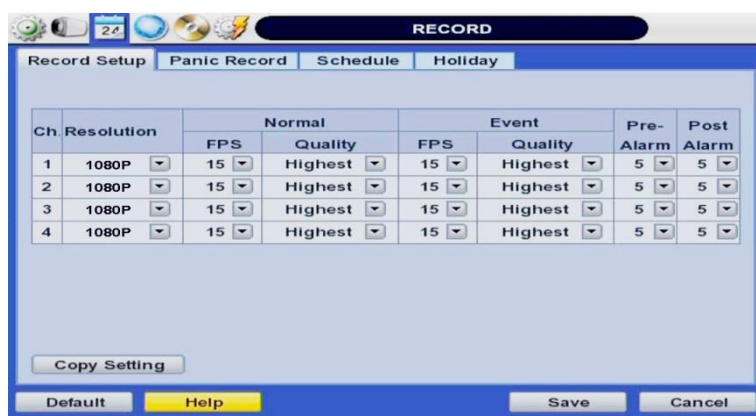 RECORD
Record Setup Panic Record Schedule Holiday
Ch. Resolution Normal Event Pre-Alarm Post Alarm
FPS Quality FPS Quality
1 1080P 15 Highest 15 Highest 5 5
2 1080P 15 Highest 15 Highest 5 5
3 1080P 15 Highest 15 Highest 5 5
4 1080P 15 Highest 15 Highest 5 5
Copy Setting
Default Help Save Cancel